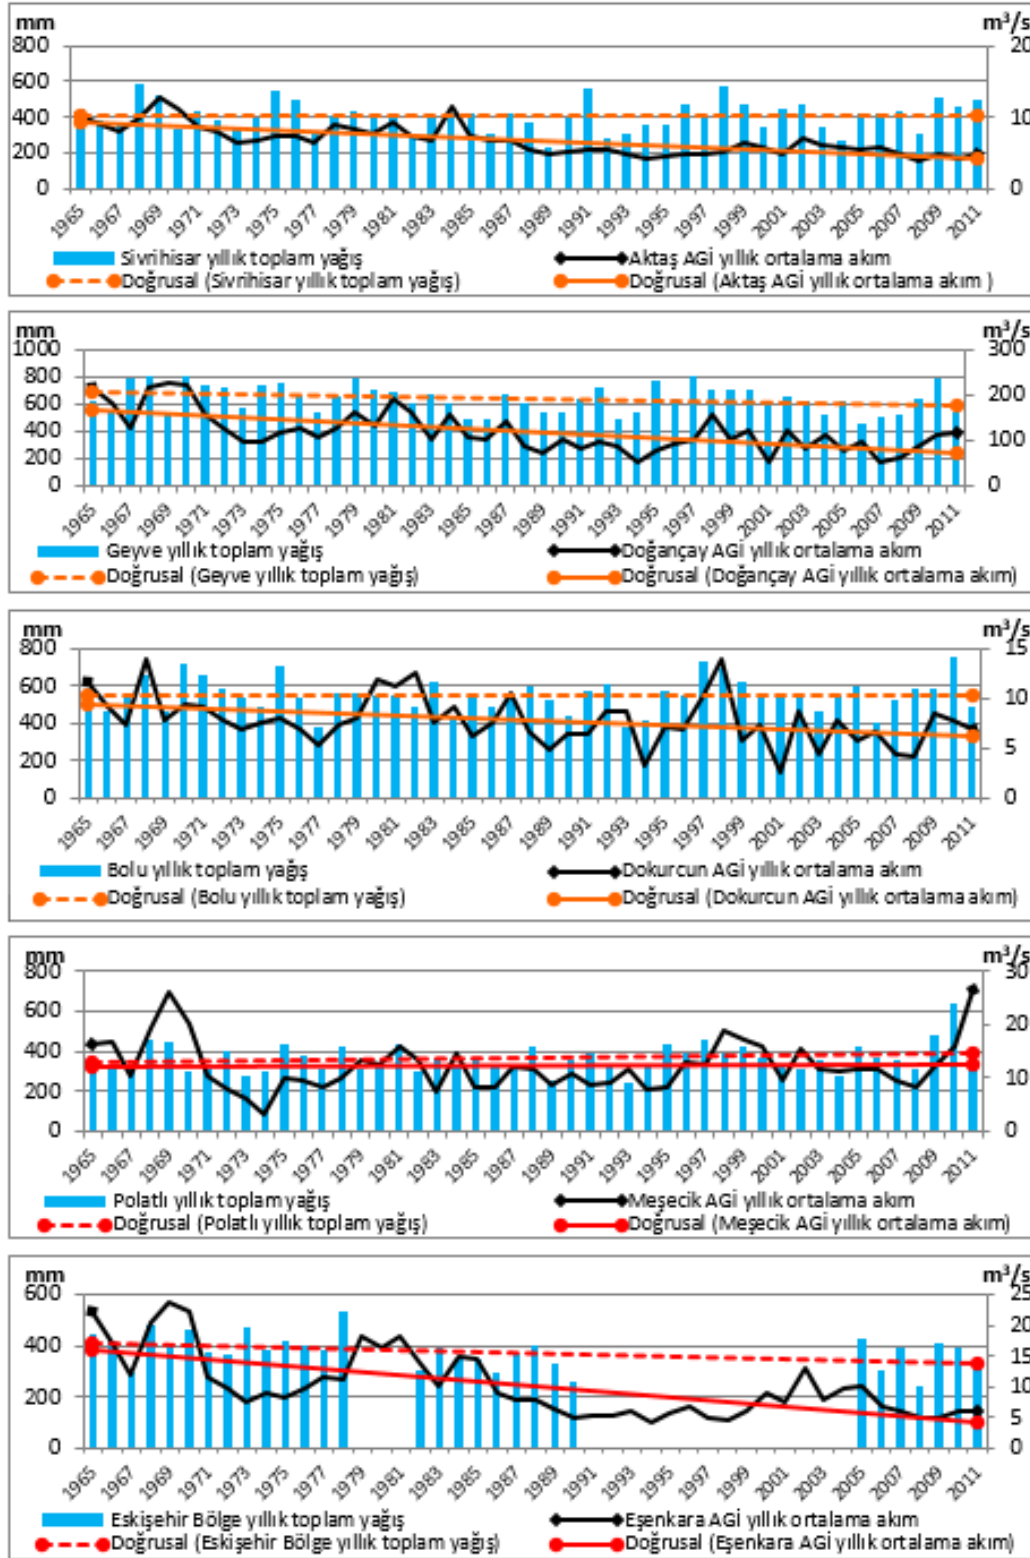 mm m³/s
800 20
600 15
400 10
200 5
0 0
1965 1967 1969 1971 1973 1975 1977 1979 1981 1983 1985 1987 1989 1991 1993 1995 1997 1999 2001 2003 2005 2007 2009 2011
Sivrihisar yıllık toplam yağış Aktaş AGİ yıllık ortalama akım
Doğrusal (Sivrihisar yıllık toplam yağış) Doğrusal (Aktaş AGİ yıllık ortalama akım )
mm m³/s
1000 300
800
600 200
400 100
200
0 0
1965 1967 1969 1971 1973 1975 1977 1979 1981 1983 1985 1987 1989 1991 1993 1995 1997 1999 2001 2003 2005 2007 2009 2011
Geyve yıllık toplam yağış Doğançay AGİ yıllık ortalama akım
Doğrusal (Geyve yıllık toplam yağış) Doğrusal (Doğançay AGİ yıllık ortalama akım)
mm m³/s
800 15
600 10
400
200 5
0 0
1965 1967 1969 1971 1973 1975 1977 1979 1981 1983 1985 1987 1989 1991 1993 1995 1997 1999 2001 2003 2005 2007 2009 2011
Bolu yıllık toplam yağış Dokurcun AGİ yıllık ortalama akım
Doğrusal (Bolu yıllık toplam yağış) Doğrusal (Dokurcun AGİ yıllık ortalama akım)
mm m³/s
800 30
600 25
400 20
200 15
0 10
5
0
1965 1967 1969 1971 1973 1975 1977 1979 1981 1983 1985 1987 1989 1991 1993 1995 1997 1999 2001 2003 2005 2007 2009 2011
Polatlı yıllık toplam yağış Meşecik AGİ yıllık ortalama akım
Doğrusal (Polatlı yıllık toplam yağış) Doğrusal (Meşecik AGİ yıllık ortalama akım)
mm m³/s
600 25
400 20
200 15
0 10
5
0
1965 1967 1969 1971 1973 1975 1977 1979 1981 1983 1985 1987 1989 1991 1993 1995 1997 1999 2001 2003 2005 2007 2009 2011
Eskişehir Bölge yıllık toplam yağış Eşenkara AGİ yıllık ortalama akım
Doğrusal (Eskişehir Bölge yıllık toplam yağış) Doğrusal (Eşenkara AGİ yıllık ortalama akım)